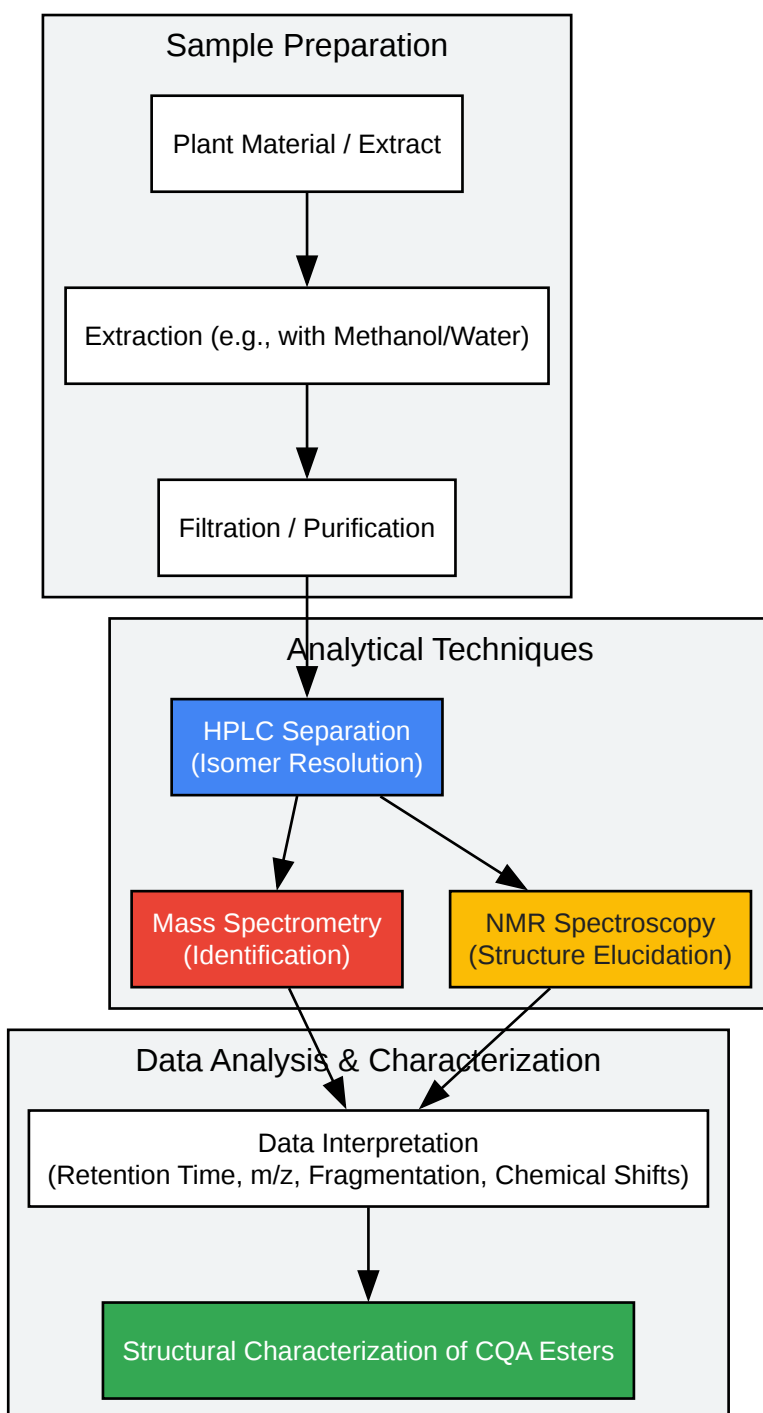 Sample Preparation
Plant Material / Extract
Extraction (e.g., with Methanol/Water)
Filtration / Purification
Analytical Techniques
HPLC Separation
(Isomer Resolution)
Mass Spectrometry
(Identification)
NMR Spectroscopy
(Structure Elucidation)
Data Analysis & Characterization
Data Interpretation
(Retention Time, m/z, Fragmentation, Chemical Shifts)
Structural Characterization of CQA Esters